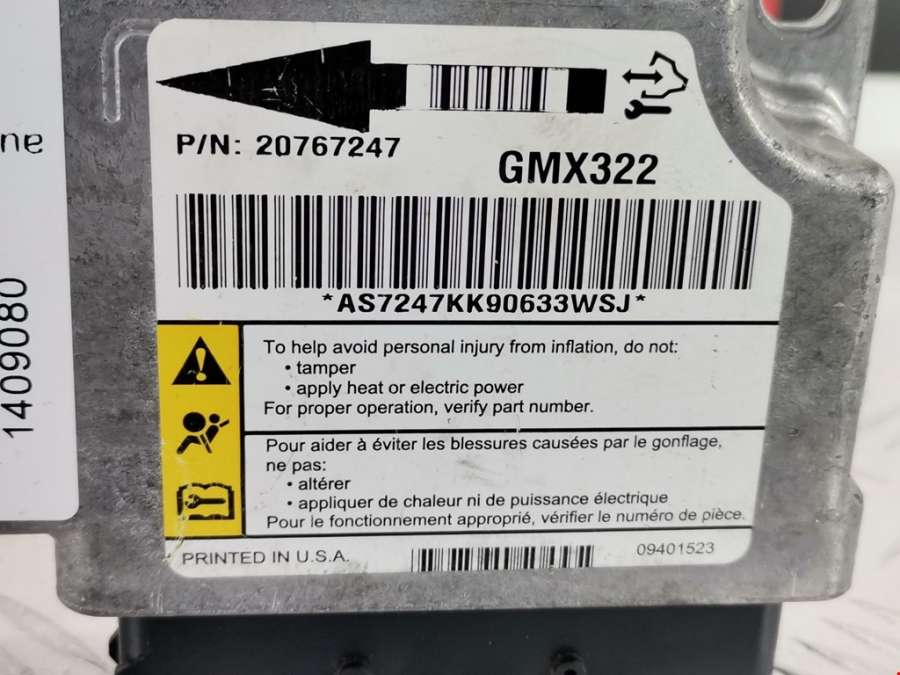 ne
1409080
P/N: 20767247
GMX322
*AS7247KK90633WSJ*
To help avoid personal injury from inflation, do not:
• tamper
• apply heat or electric power
For proper operation, verify part number.
Pour aider à éviter les blessures causées par le gonflage,
ne pas:
• altérer
• appliquer de chaleur ni de puissance électrique
Pour le fonctionnement approprié, vérifier le numéro de pièce.
PRINTED IN U.S.A.
09401523